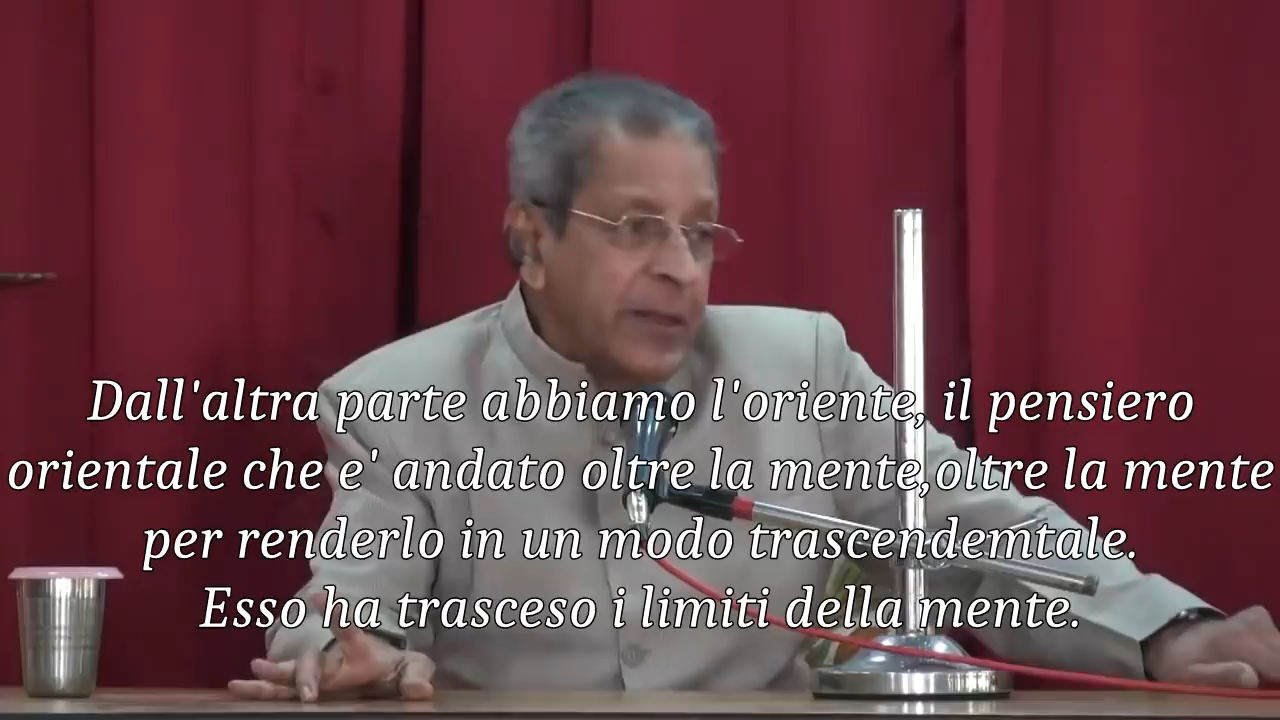 Dall'altra parte abbiamo l'oriente, il pensiero
orientale che e' andato oltre la mente,oltre la mente
per renderlo in un modo trascendemtale.
Esso ha trasceso i limiti della mente.